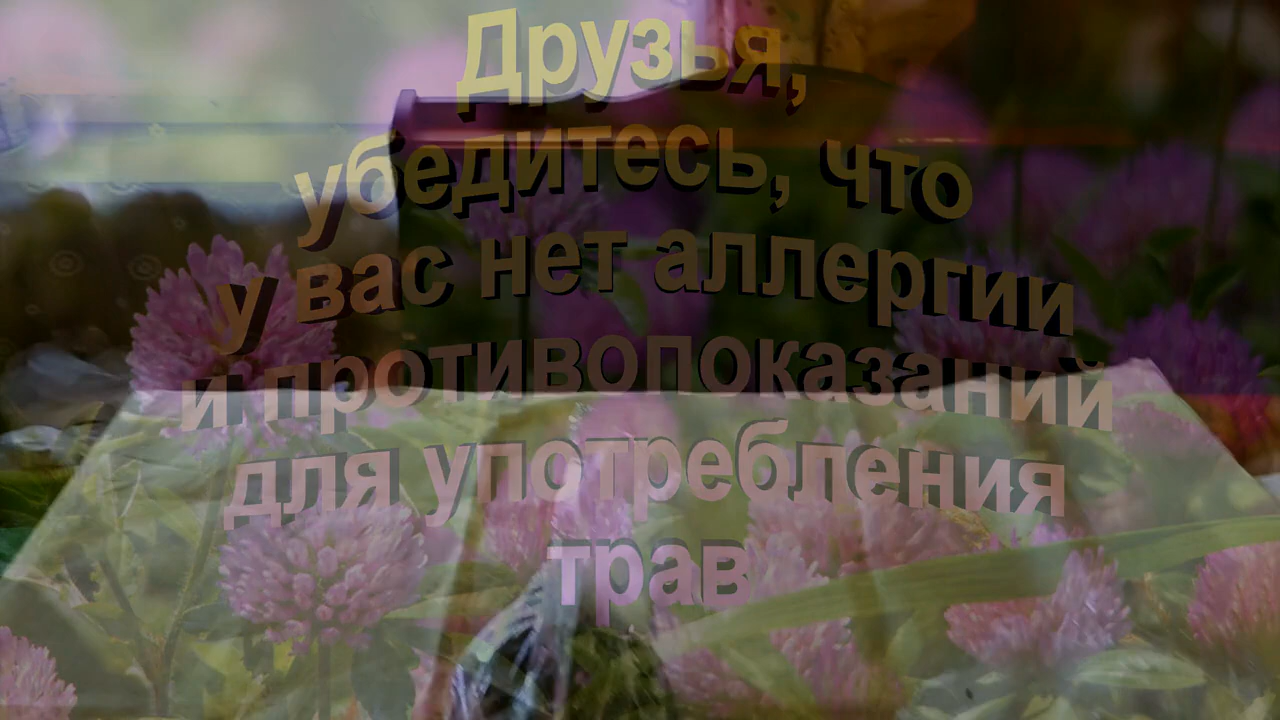 Друзья,
убедитесь, что
у вас нет аллергии
и противопоказаний
для употребления
трав